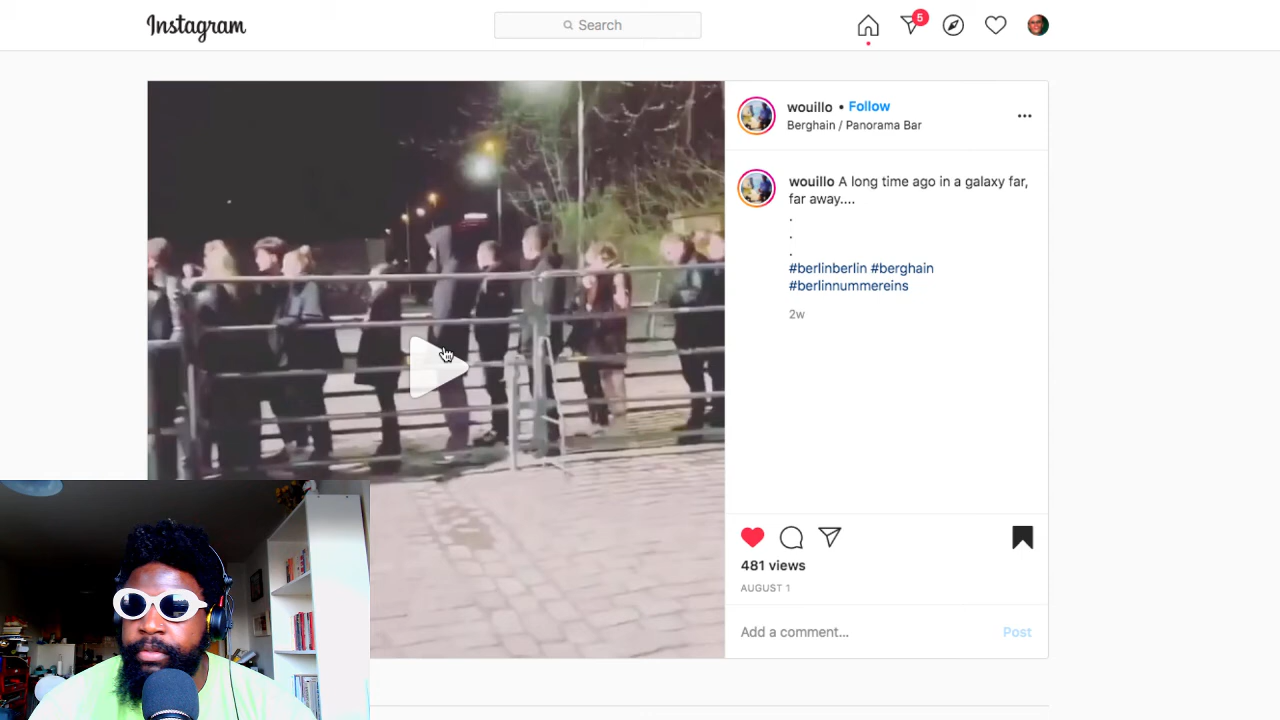 Instagram
Search
5
wouillo • Follow
Berghain / Panorama Bar
wouillo A long time ago in a galaxy far,
far away....
.
.
.
#berlinberlin #berghain
#berlinnummereins
2w
481 views
AUGUST 1
Add a comment...
Post